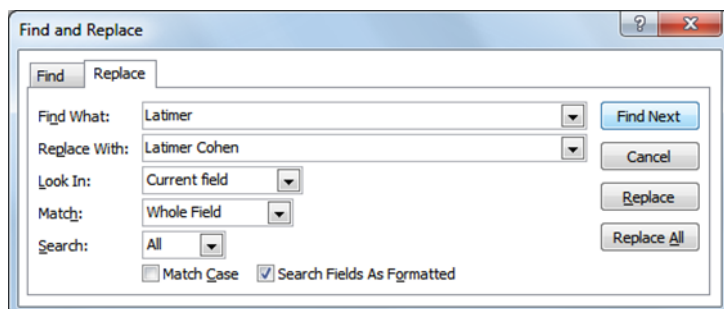 Find and Replace
Find Replace
Find What: Latimer Find Next
Replace With: Latimer Cohen Cancel
Look In: Current field
Match: Whole Field Replace
Search: All Replace All
Match Case Search Fields As Formatted